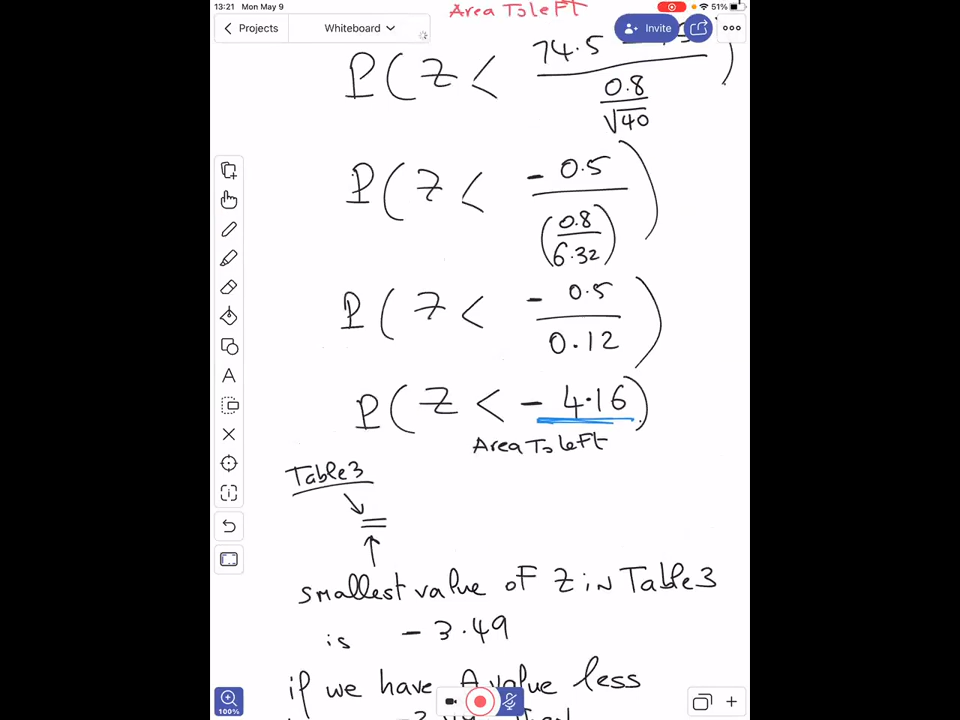 13:21 Mon May 9
51%
Area To left
Projects
Whiteboard
Invite
P(Z < 74.5
0.8
√40
P(Z < - 0.5
(0.8
6.32))
P(Z < - 0.5
0.12)
P(Z < - 4.16)
Area To left
Table3
=
smallest value of Z in Table3
is - 3.49
if we have A value less
100%